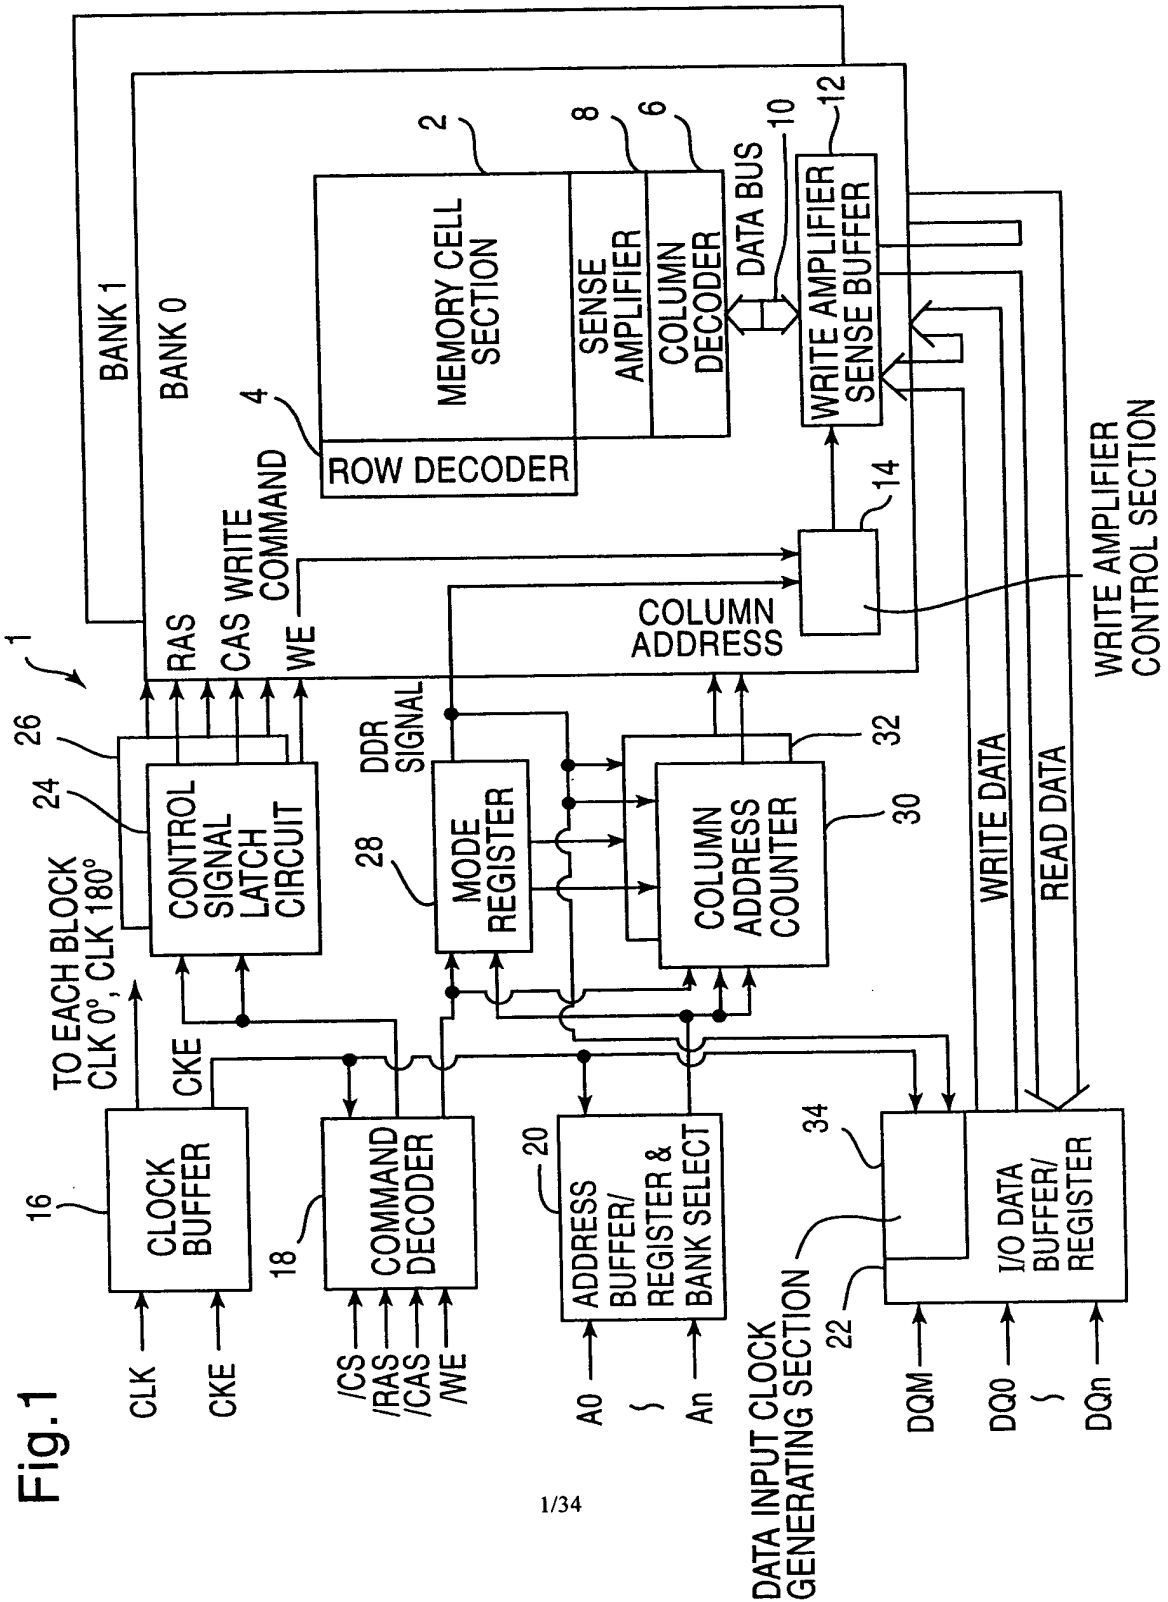 Fig.1
1
BANK 1
BANK 0
CLK
CKE
16
CLOCK
BUFFER
TO EACH BLOCK
CLK 0°, CLK 180°
CKE
24
26
CONTROL
SIGNAL
LATCH
CIRCUIT
RAS
CAS
WE
WRITE
COMMAND
/CS
/RAS
/CAS
/WE
18
COMMAND
DECODER
28
MODE
REGISTER
DDR
SIGNAL
4
ROW DECODER
MEMORY CELL
SECTION
2
SENSE
AMPLIFIER
8
COLUMN
DECODER
6
A0
An
20
ADDRESS
BUFFER/
REGISTER &
BANK SELECT
COLUMN
ADDRESS
COUNTER
30
32
COLUMN
ADDRESS
DATA BUS
10
14
WRITE AMPLIFIER
SENSE BUFFER
12
DATA INPUT CLOCK
GENERATING SECTION
22
34
DQM
DQ0
DQn
I/O DATA
BUFFER/
REGISTER
WRITE DATA
READ DATA
WRITE AMPLIFIER
CONTROL SECTION
1/34